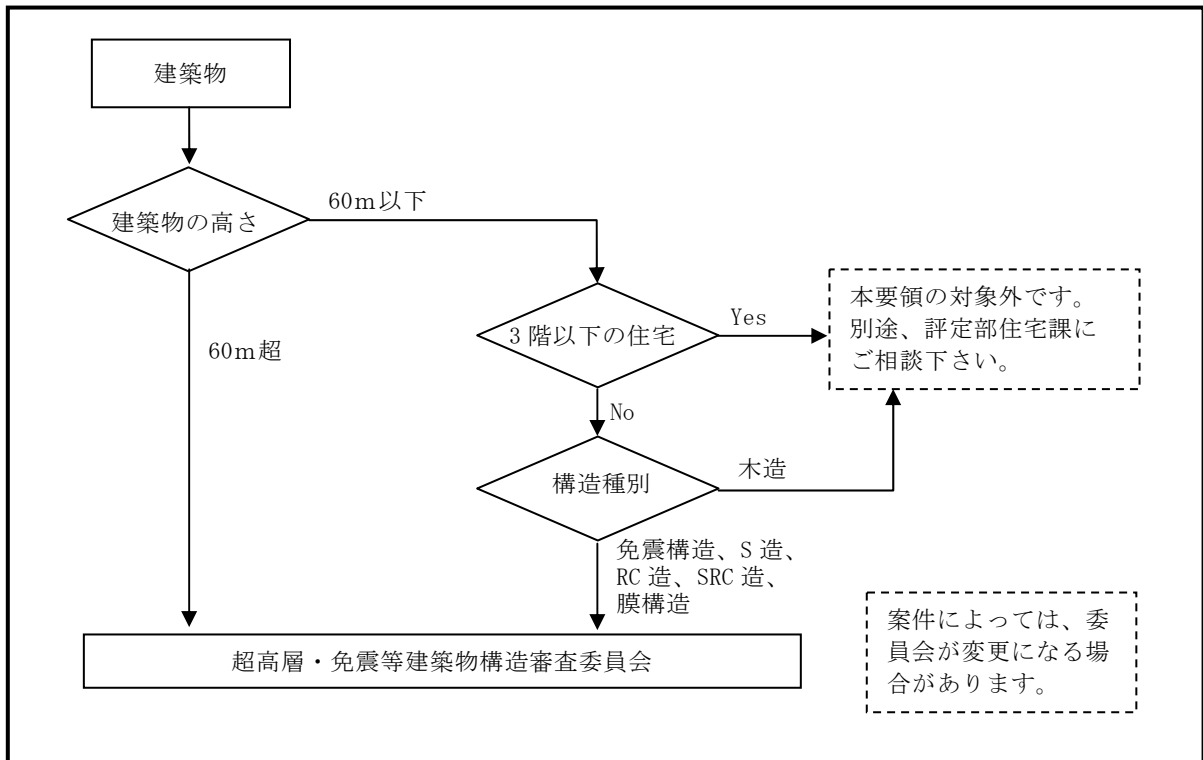 建築物
60m以下
建築物の高さ
本要領の対象外です。
別途、評定部住宅課に
ご相談下さい。
3階以下の住宅
Yes
60m超
No
構造種別
木造
免震構造、S造、
RC造、SRC造、
膜構造
案件によっては、委
員会が変更になる場
合があります。
超高層・免震等建築物構造審査委員会